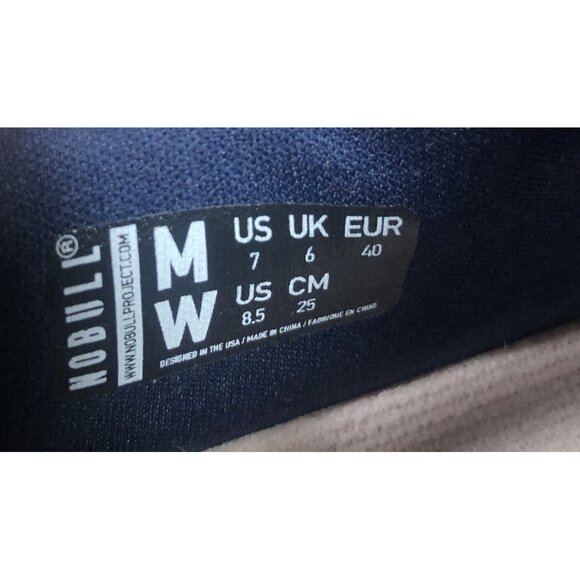 NOBULL®
WWW.NOBULLPROJECT.COM
M US UK EUR
7 6 40
W US CM
8.5 25
DESIGNED IN THE USA / MADE IN CHINA / FABRIQUE EN CHINE